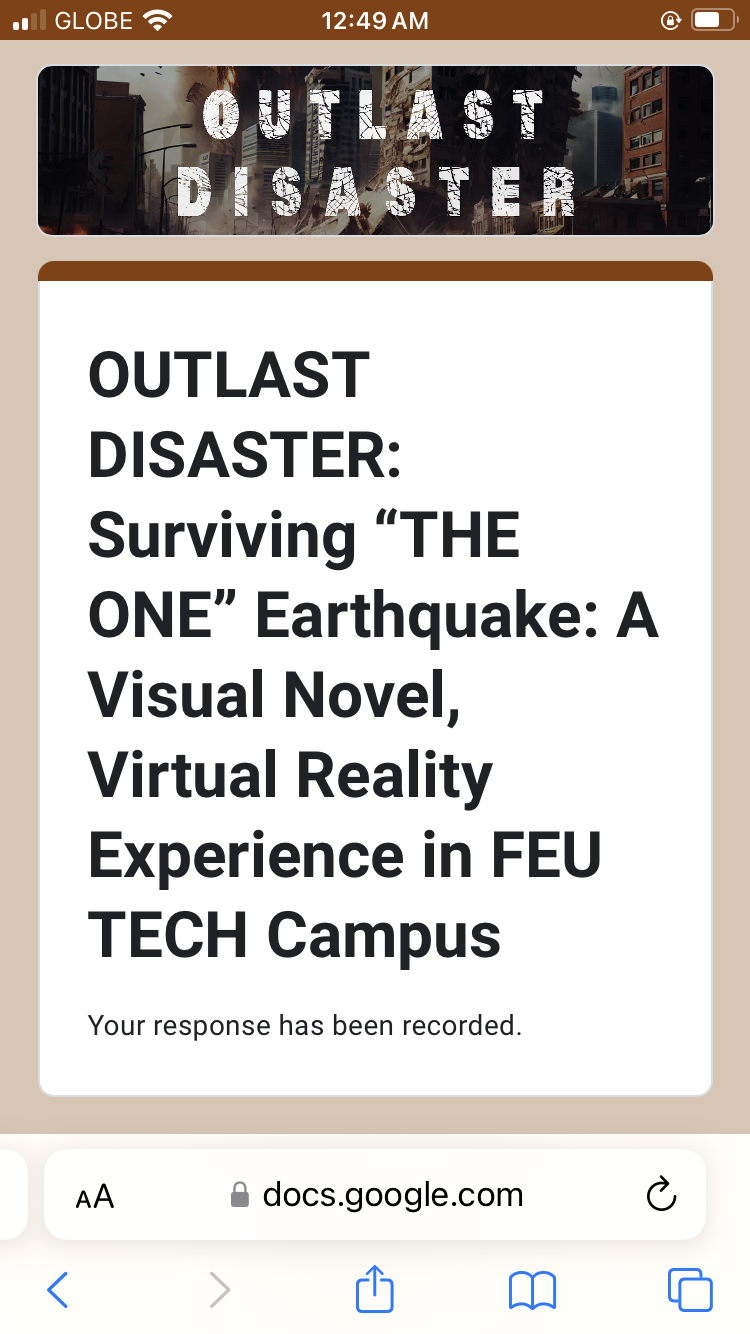 GLOBE 12:49 AM
OUTLAST
DISASTER
OUTLAST
DISASTER:
Surviving “THE
ONE” Earthquake: A
Visual Novel,
Virtual Reality
Experience in FEU
TECH Campus
Your response has been recorded.
AA docs.google.com